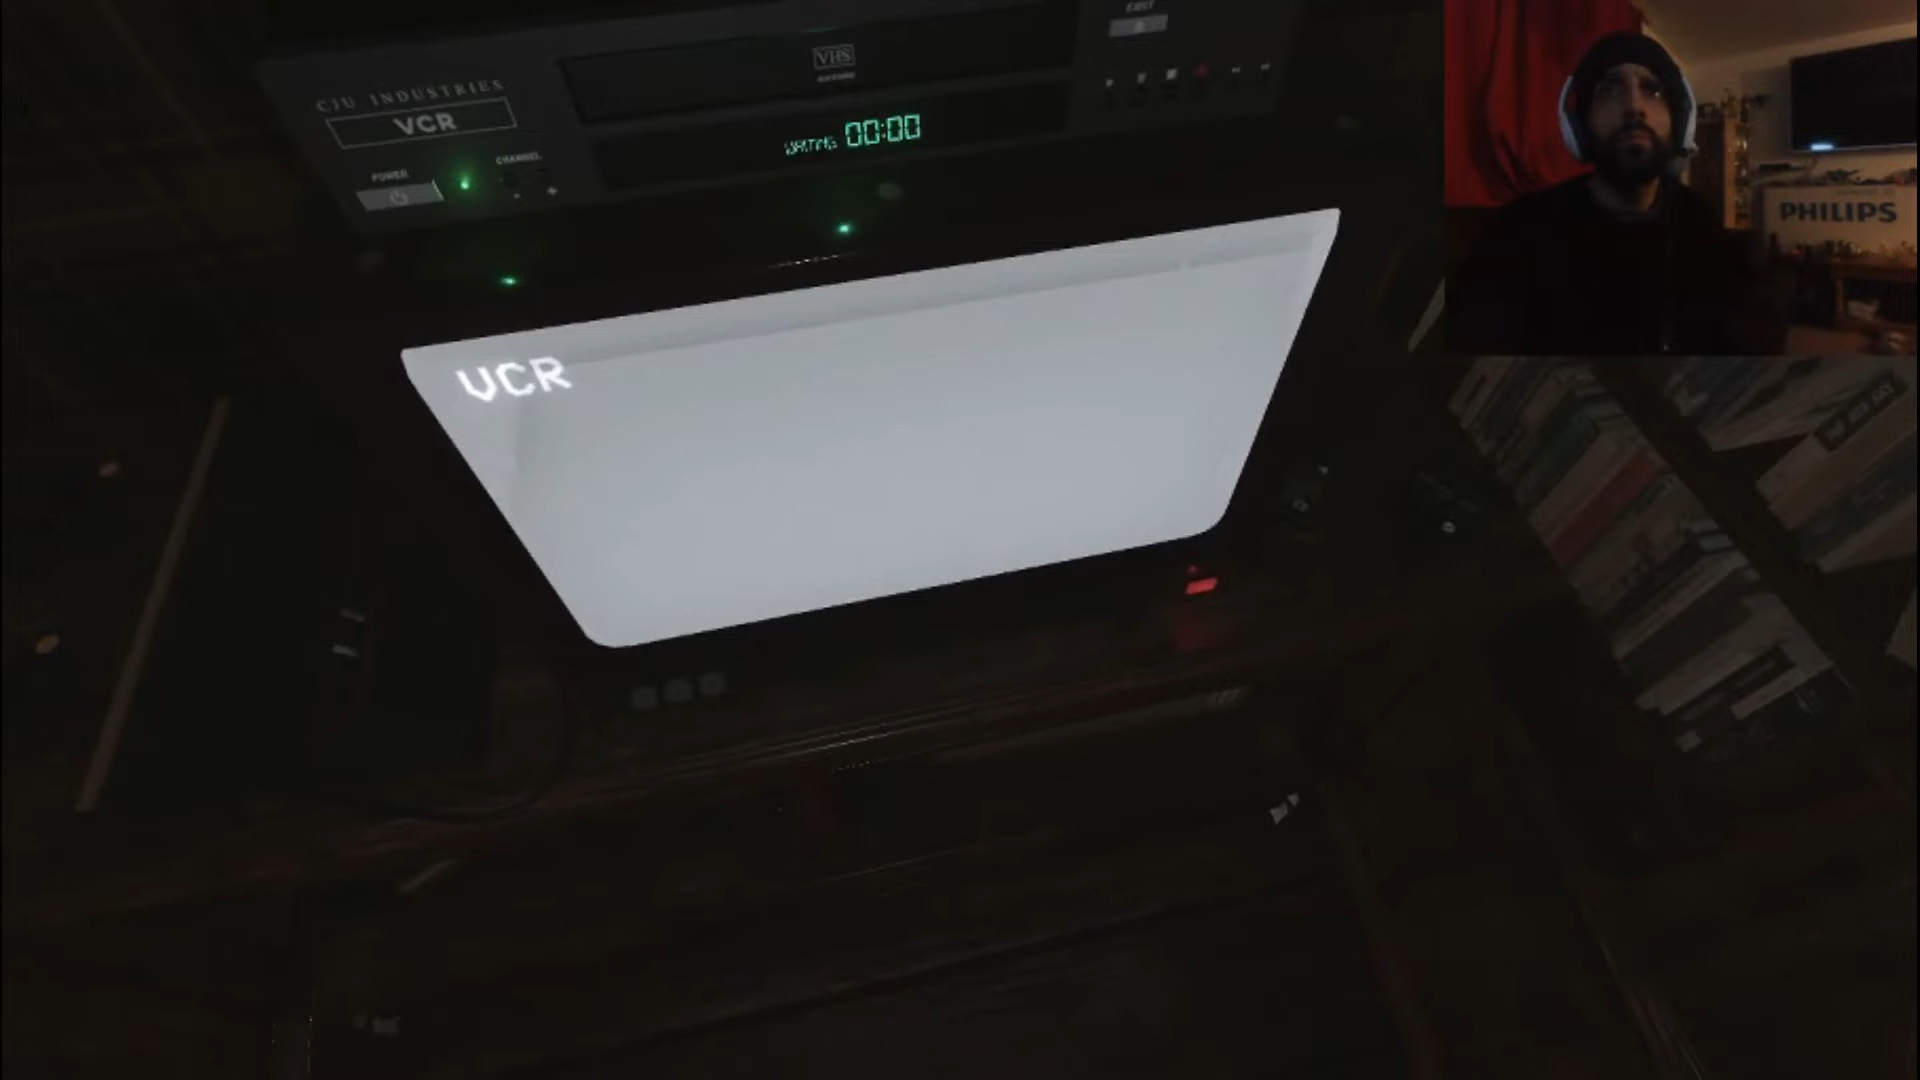 EJECT
VHS
CJU INDUSTRIES
VCR
WAITING 00:00
CHANNEL
POWER
- +
VCR
PHILIPS